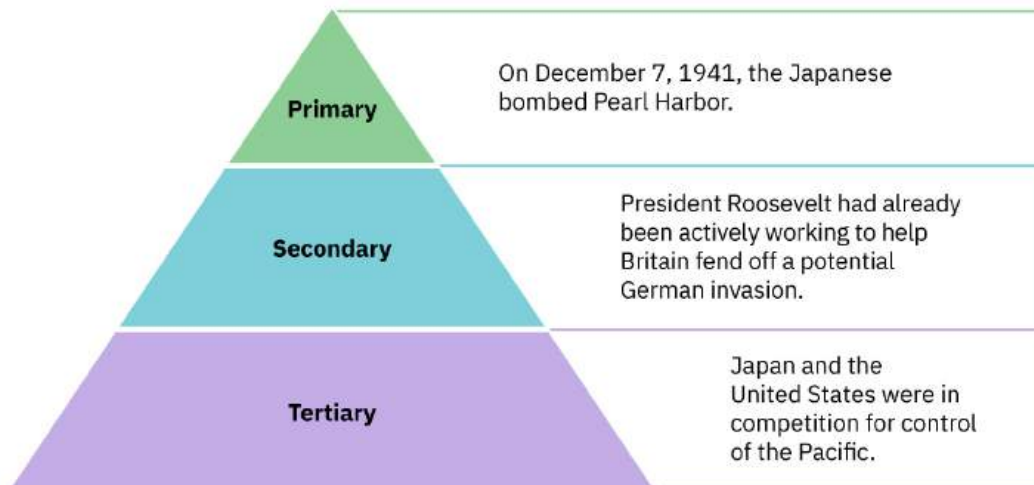 Primary
On December 7, 1941, the Japanese
bombed Pearl Harbor.
Secondary
President Roosevelt had already
been actively working to help
Britain fend off a potential
German invasion.
Tertiary
Japan and the
United States were in
competition for control
of the Pacific.